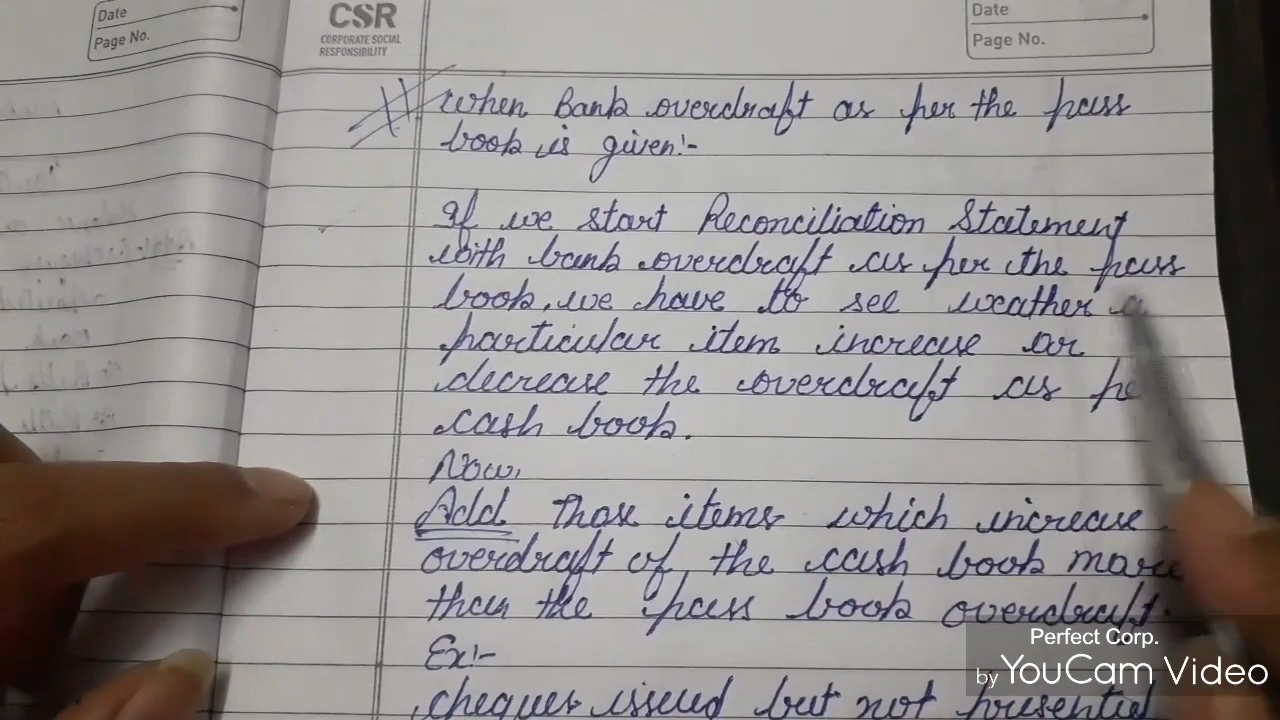 Date
Page No.
CSR
CORPORATE SOCIAL
RESPONSIBILITY
Date
Page No.
# When Bank overdraft as per the pass
book is given:-
If we start Reconciliation Statement
with bank overdraft as per the pass
book, we have to see weather a
particular item increase or
decrease the overdraft as pe
cash book.
Now,
Add Those items which increase
overdraft of the cash book more
than the pass book overdraft.
Ex:-
cheques issued but not presented
Perfect Corp.
by YouCam Video